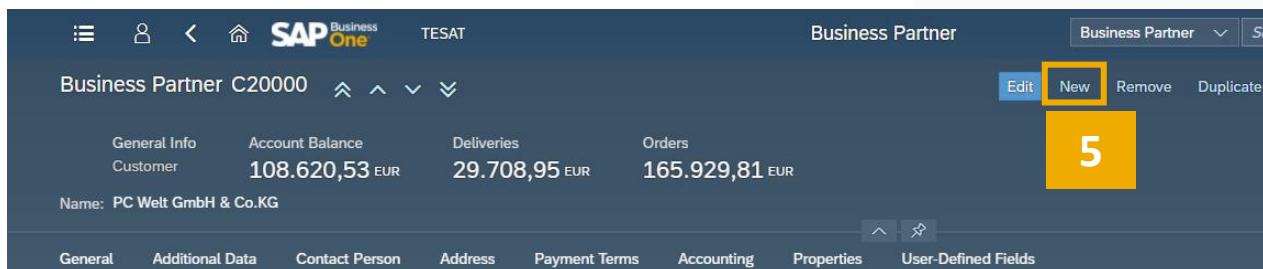 SAP Business One TESAT Business Partner Business Partner
Business Partner C20000 Edit New Remove Duplicate
General Info Account Balance Deliveries Orders
Customer 108.620,53 EUR 29.708,95 EUR 165.929,81 EUR
5
Name: PC Welt GmbH & Co.KG
General Additional Data Contact Person Address Payment Terms Accounting Properties User-Defined Fields